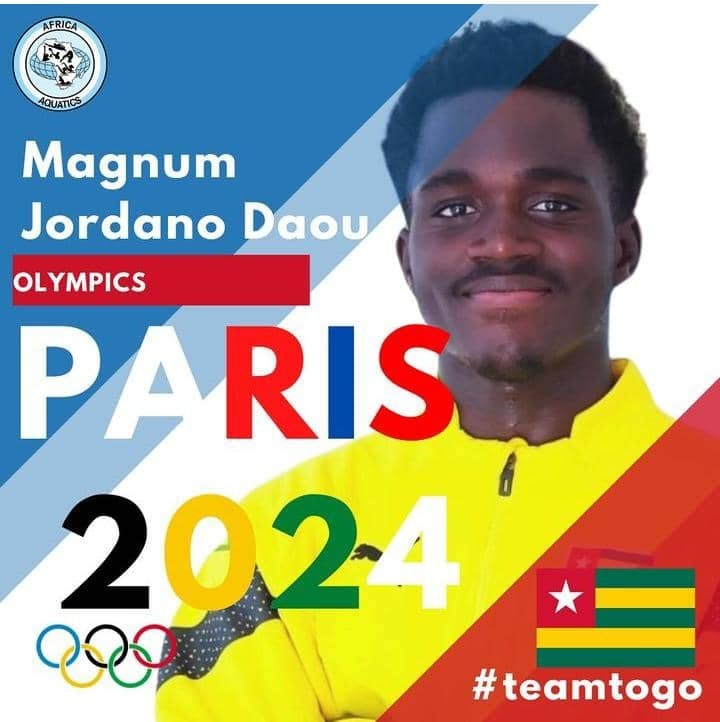 AFRICA
AQUATICS
Magnum
Jordano Daou
OLYMPICS
PARIS
2024
#teamtogo